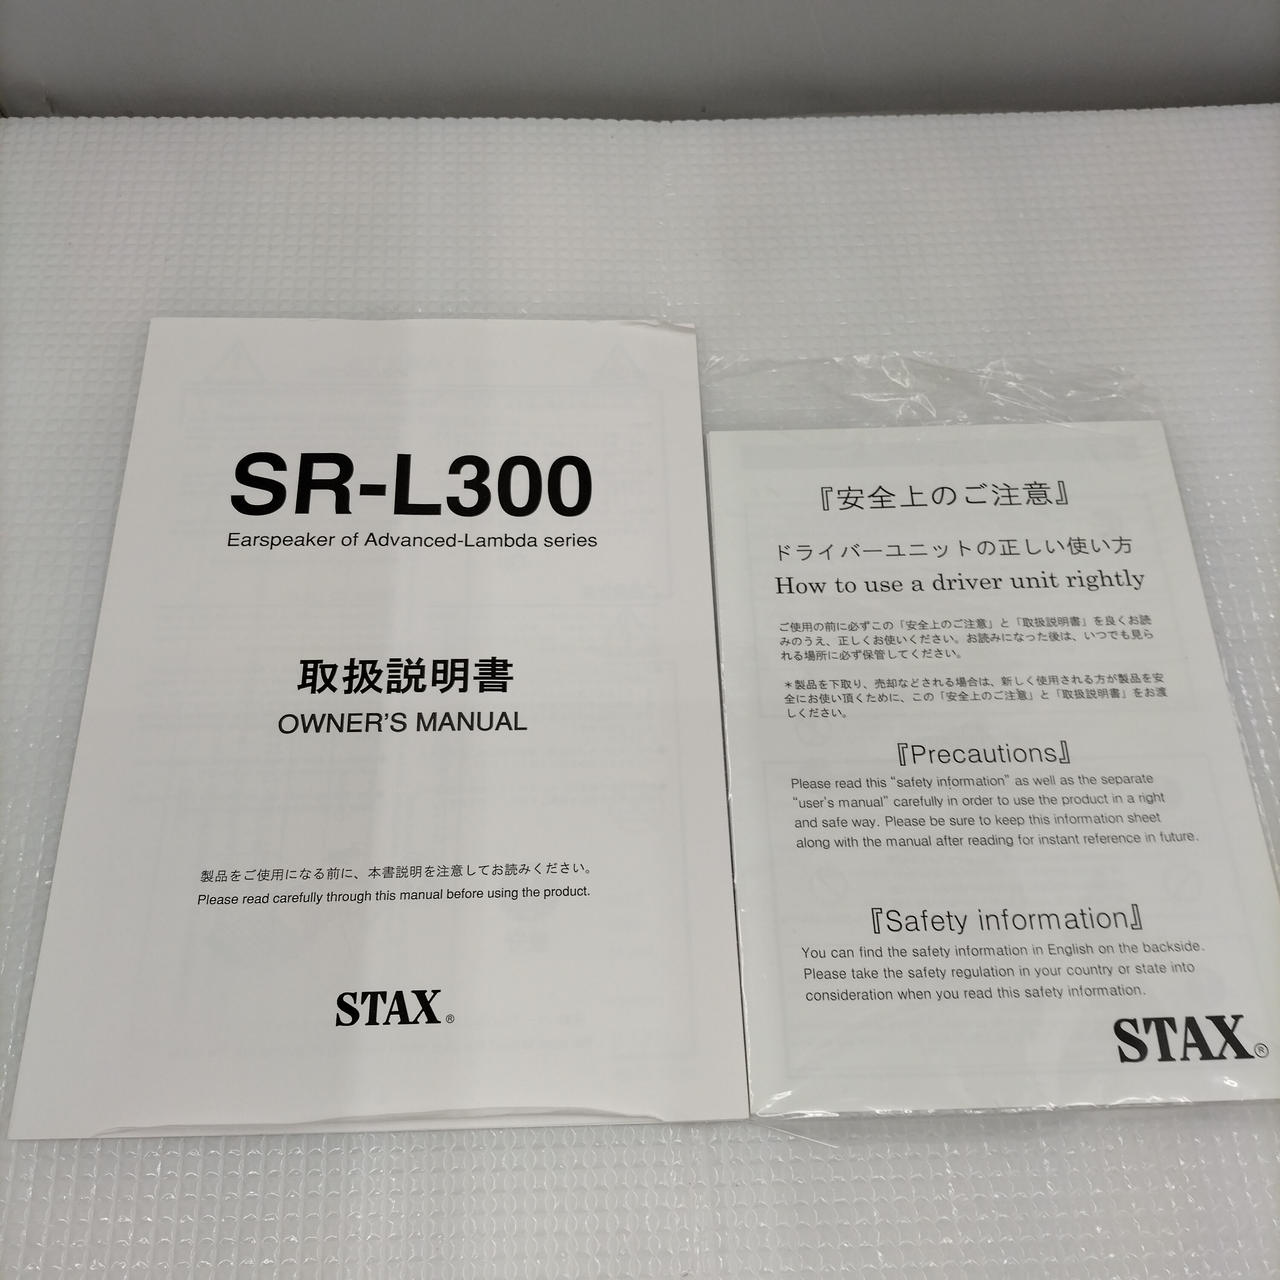 SR-L300
Earspeaker of Advanced-Lambda series
取扱説明書
OWNER'S MANUAL
製品をご使用になる前に、本書説明を注意してお読みください。
Please read carefully through this manual before using the product.
STAX®
『安全上のご注意』
ドライバーユニットの正しい使い方
How to use a driver unit rightly
ご使用の前に必ずこの「安全上のご注意」と「取扱説明書」を良くお読
みのうえ、正しくお使いください。お読みになった後は、いつでも見ら
れる場所に必ず保管してください。
＊製品を下取り、売却などされる場合は、新しく使用される方が製品を安
全にお使い頂くために、この「安全上のご注意」と「取扱説明書」をお渡
しください。
『Precautions』
Please read this “safety information” as well as the separate
“user's manual” carefully in order to use the product in a right
and safe way. Please be sure to keep this information sheet
along with the manual after reading for instant reference in future.
『Safety information』
You can find the safety information in English on the backside.
Please take the safety regulation in your country or state into
consideration when you read this safety information.
STAX®